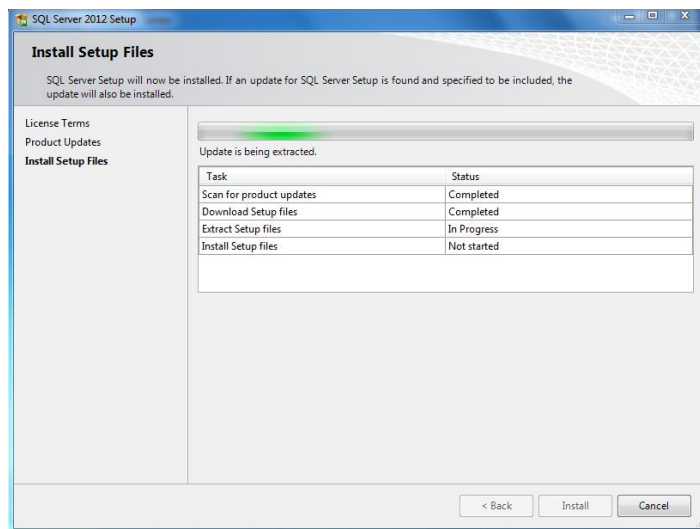 SQL Server 2012 Setup
Install Setup Files
SQL Server Setup will now be installed. If an update for SQL Server Setup is found and specified to be included, the
update will also be installed.
License Terms
Product Updates
Install Setup Files
Update is being extracted.
Task Status
Scan for product updates Completed
Download Setup files Completed
Extract Setup files In Progress
Install Setup files Not started
< Back Install Cancel